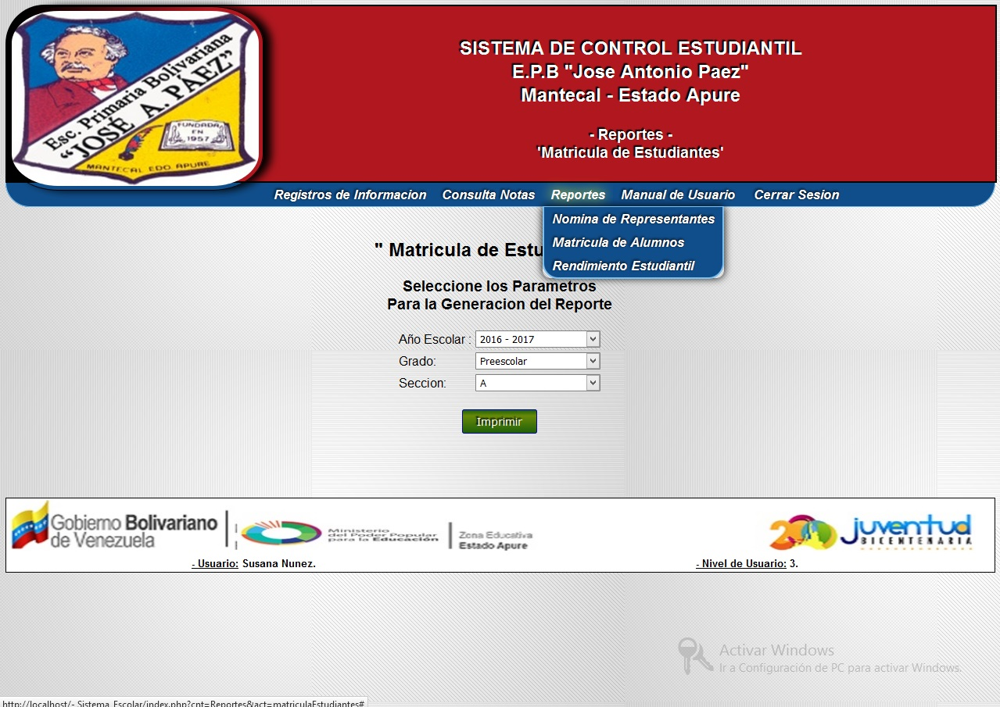 Esc. Primaria Bolivariana
"JOSÉ A. PÁEZ"
FUNDADA
EN
1957
MANTECAL EDO. APURE
SISTEMA DE CONTROL ESTUDIANTIL
E.P.B "Jose Antonio Paez"
Mantecal - Estado Apure
- Reportes -
'Matricula de Estudiantes'
Registros de Informacion Consulta Notas Reportes Manual de Usuario Cerrar Sesion
Nomina de Representantes
Matricula de Alumnos
Rendimiento Estudiantil
" Matricula de Estu
Seleccione los Parametros
Para la Generacion del Reporte
Año Escolar : 2016 - 2017
Grado: Preescolar
Seccion: A
Imprimir
Gobierno Bolivariano
de Venezuela
Ministerio
del Poder Popular
para la Educación
Zona Educativa
Estado Apure
200 juventud
BICENTENARIA
- Usuario: Susana Nunez.
- Nivel de Usuario: 3.
Activar Windows
Ir a Configuración de PC para activar Windows.
http://localhost/- Sistema_Escolar/index.php?cnt=Reportes&act=matriculaEstudiantes#